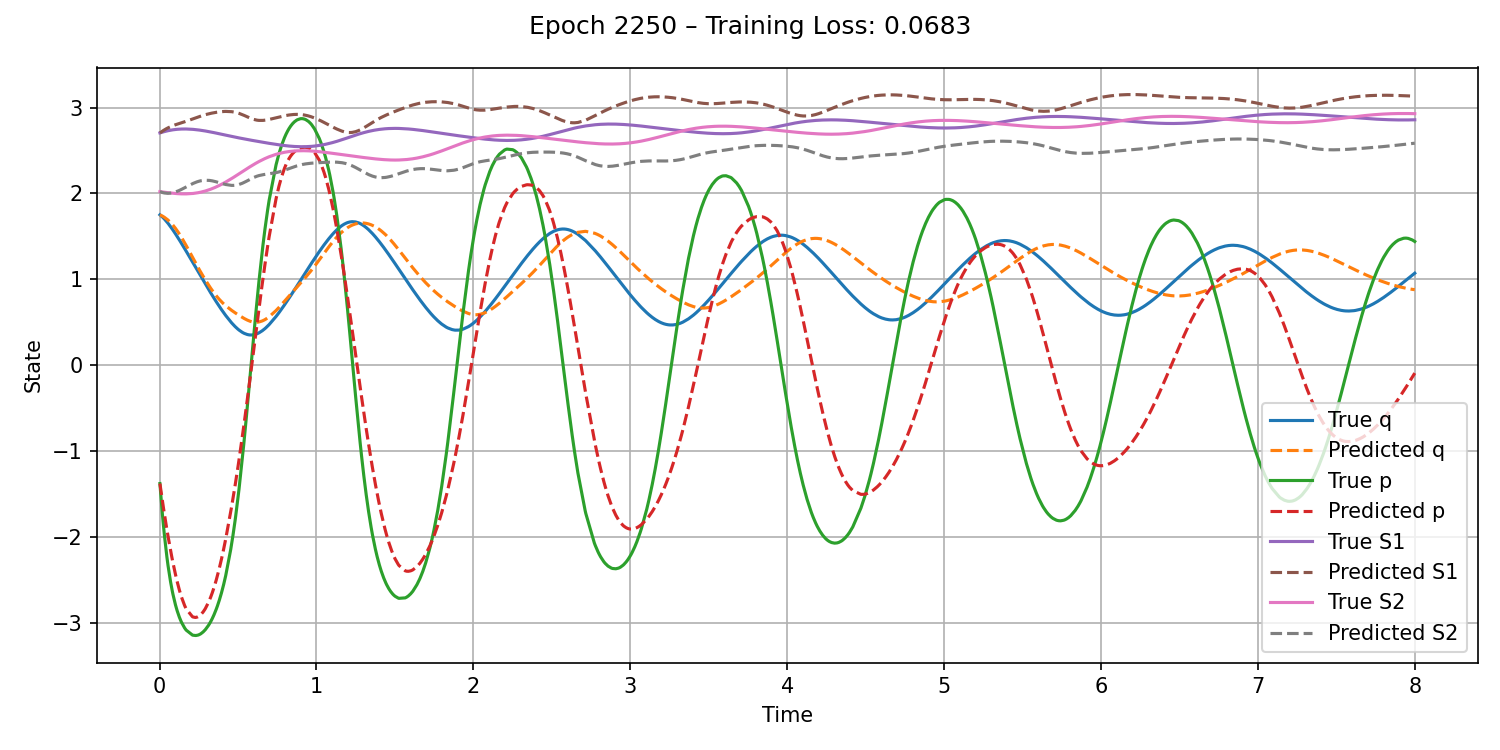 Epoch 2250 – Training Loss: 0.0683
State
3
2
1
0
−1
−2
−3
0 1 2 3 4 5 6 7 8
Time
True q
Predicted q
True p
Predicted p
True S1
Predicted S1
True S2
Predicted S2